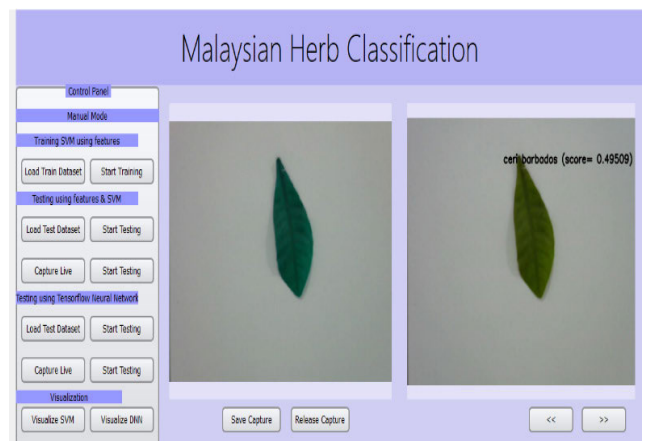 Malaysian Herb Classification
Control Panel
Manual Mode
Training SVM using features
Load Train Dataset
Start Training
Testing using features & SVM
Load Test Dataset
Start Testing
Capture Live
Start Testing
Testing using Tensorflow Neural Network
Load Test Dataset
Start Testing
Capture Live
Start Testing
Visualization
Visualize SVM
Visualize DNN
(score= 0.49509)
Save Capture
Release Capture
<<
>>